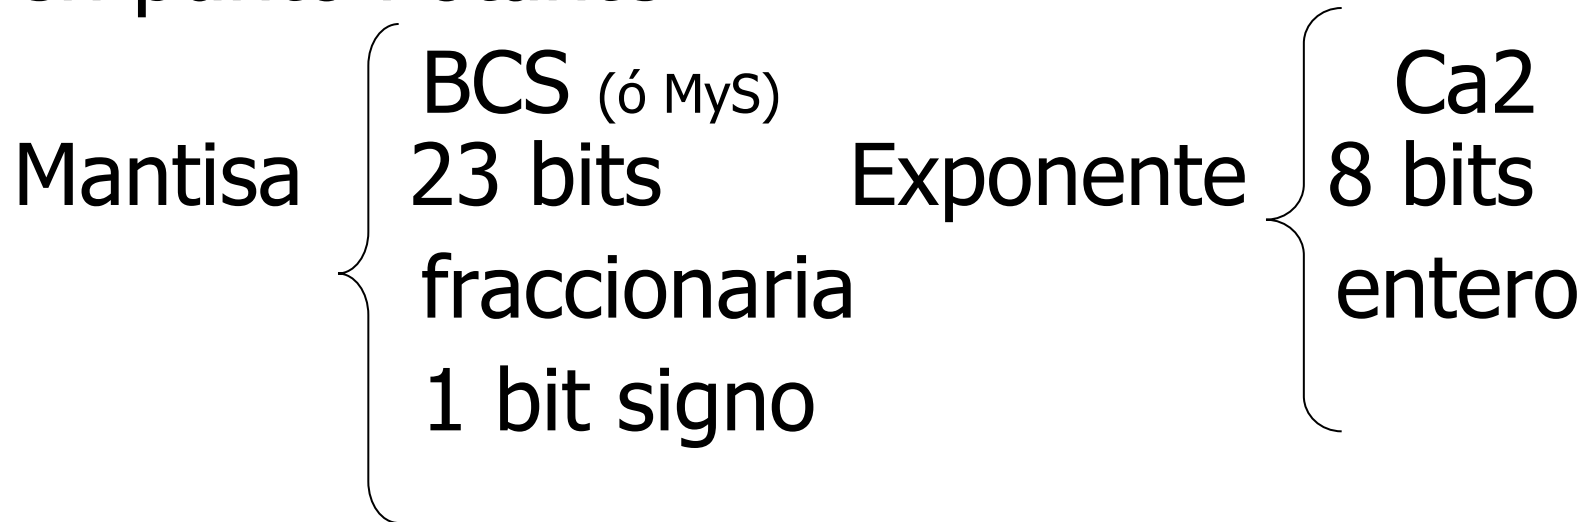 BCS (ó MyS) Ca2
Mantisa 23 bits Exponente 8 bits
fraccionaria entero
1 bit signo